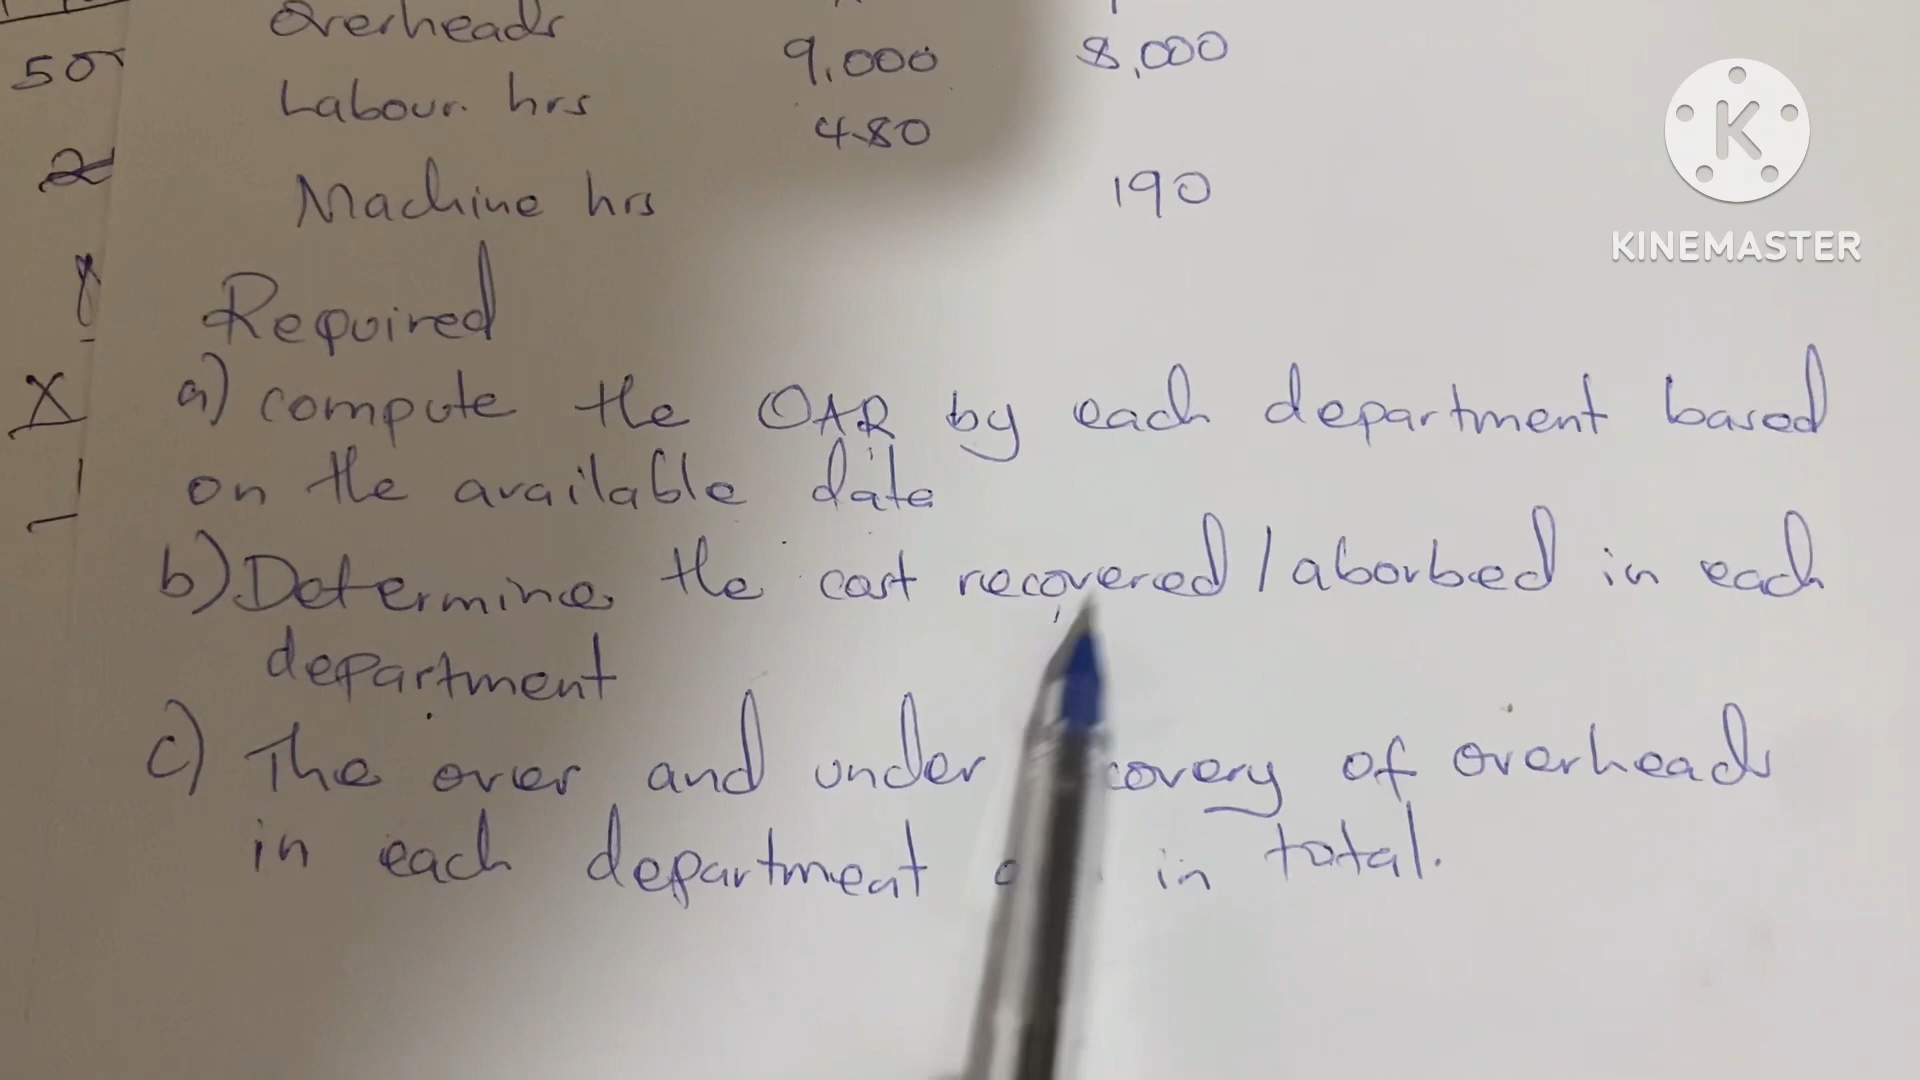 Overheads 9,000 8,000
50
Labour hrs 480
2
Machine hrs 190
K
KINEMASTER
Required
X
a) compute the OAR by each department based
on the available data
b) Determine the cost recovered / aborbed in each
department
c) The over and under covery of overheads
in each department in total.